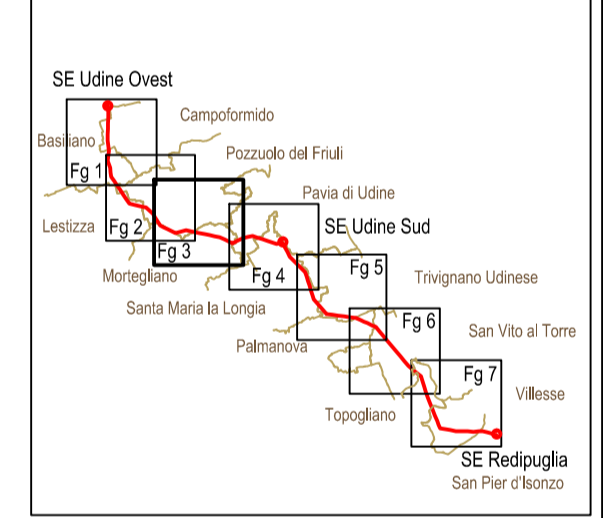 SE Udine Ovest
Campoformido
Basiliano
Pozzuolo del Friuli
Fg 1
Pavia di Udine
Lestizza
Fg 2
SE Udine Sud
Fg 3
Mortegliano
Fg 4
Fg 5
Trivignano Udinese
Santa Maria la Longia
Fg 6
San Vito al Torre
Palmanova
Fg 7
Villesse
Topogliano
SE Redipuglia
San Pier d'Isonzo